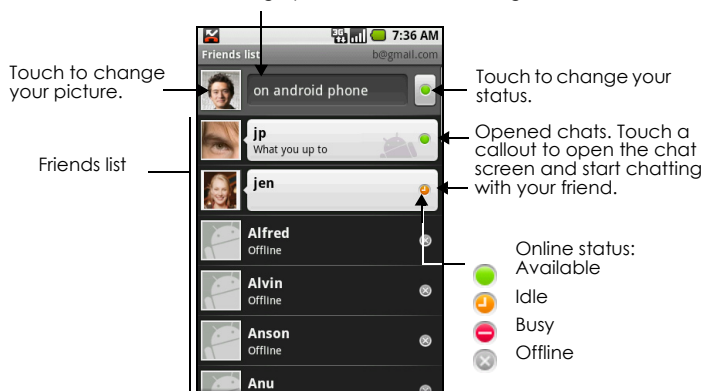 3G 7:36 AM
Friends list b@gmail.com
Touch to change
your picture.
on android phone
Touch to change your
status.
jp
What you up to
Opened chats. Touch a
callout to open the chat
screen and start chatting
with your friend.
Friends list
jen
Alfred
Offline
Online status:
Available
Idle
Busy
Offline
Alvin
Offline
Anson
Offline
Anu